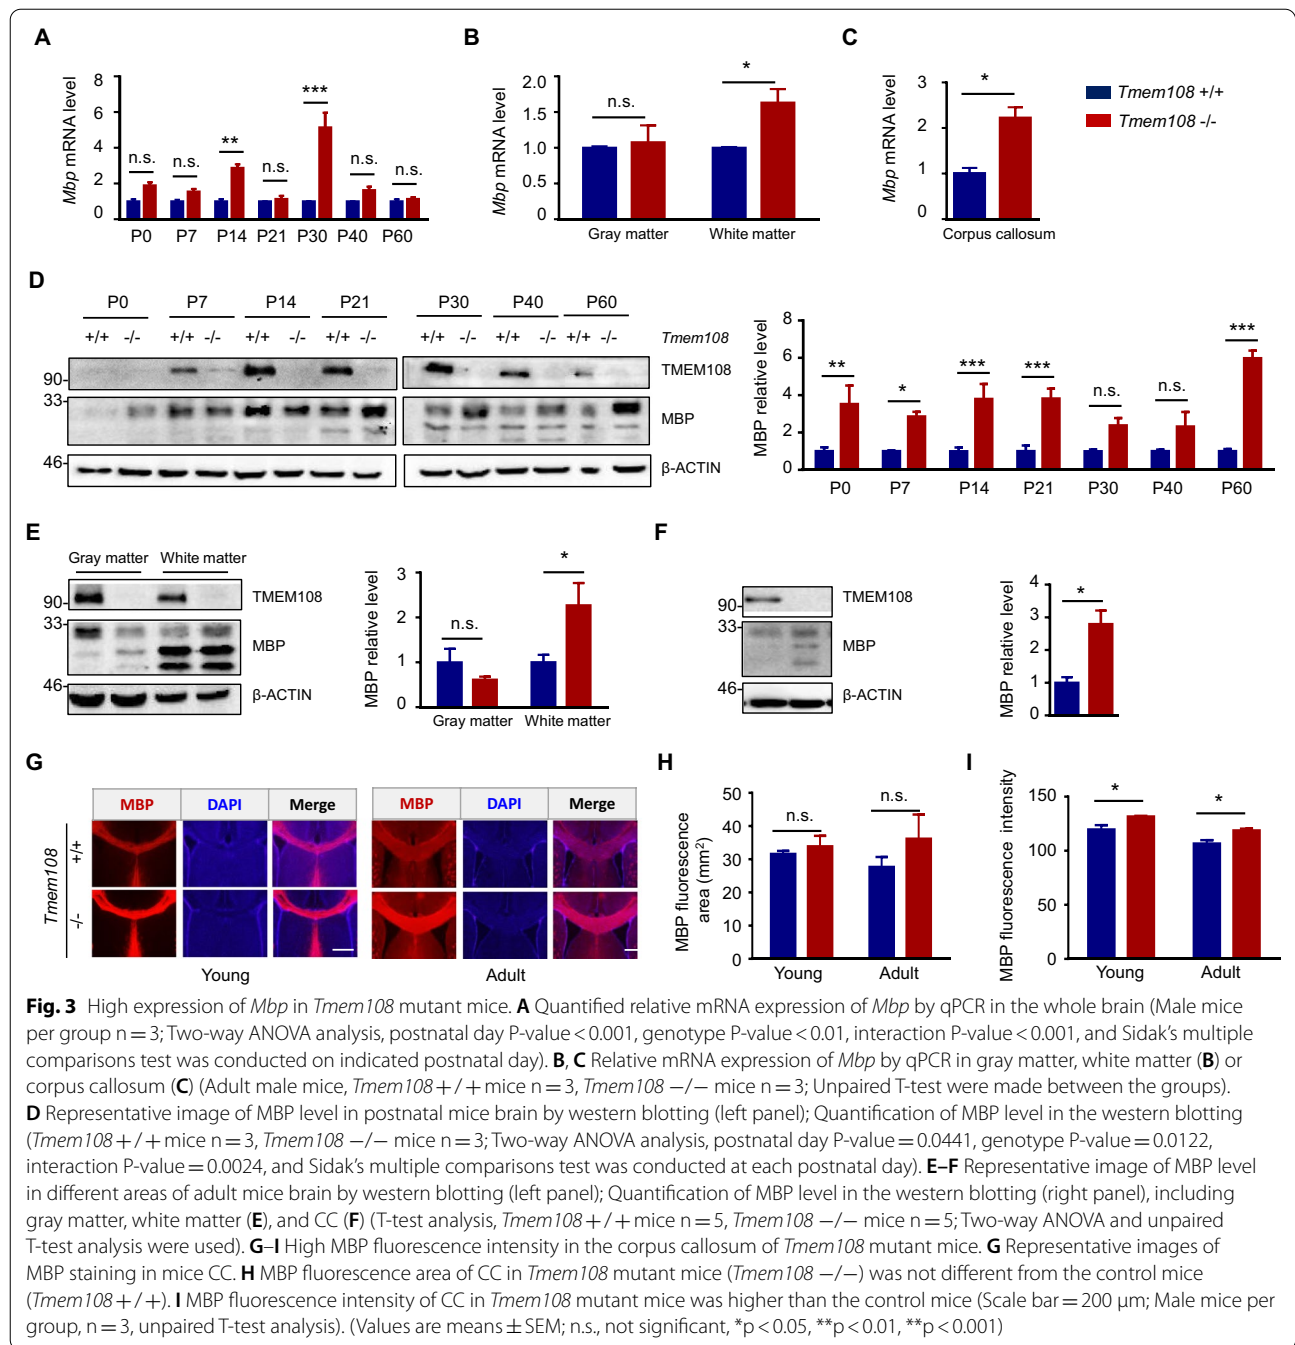 A
B
C
Mbp mRNA level
8
6
4
2
0
n.s.
n.s.
**
n.s.
***
n.s.
n.s.
P0 P7 P14 P21 P30 P40 P60
Mbp mRNA level
2.0
1.5
1.0
0.5
0
n.s.
*
Gray matter White matter
Mbp mRNA level
3
2
1
0
*
Corpus callosum
Tmem108 +/+
Tmem108 -/-
D
P0 P7 P14 P21 P30 P40 P60
+/+ -/- +/+ -/- +/+ -/- +/+ -/- +/+ -/- +/+ -/- +/+ -/- Tmem108
90- TMEM108
33- MBP
46- β-ACTIN
MBP relative level
8
6
4
2
0
**
*
***
***
n.s.
n.s.
***
P0 P7 P14 P21 P30 P40 P60
E
Gray matter White matter
90- TMEM108
33- MBP
46- β-ACTIN
MBP relative level
3
2
1
0
n.s.
*
Gray matter White matter
F
90- TMEM108
33- MBP
46- β-ACTIN
MBP relative level
4
3
2
1
0
*
G
MBP DAPI Merge MBP DAPI Merge
Tmem108
+/+
-/-
Young Adult
H
MBP fluorescence
area (mm²)
50
40
30
20
10
0
n.s.
n.s.
Young Adult
I
MBP fluorescence intensity
150
100
50
0
*
*
Young Adult
Fig. 3 High expression of Mbp in Tmem108 mutant mice. A Quantified relative mRNA expression of Mbp by qPCR in the whole brain (Male mice
per group n = 3; Two-way ANOVA analysis, postnatal day P-value < 0.001, genotype P-value < 0.01, interaction P-value < 0.001, and Sidak's multiple
comparisons test was conducted on indicated postnatal day). B, C Relative mRNA expression of Mbp by qPCR in gray matter, white matter (B) or
corpus callosum (C) (Adult male mice, Tmem108 + / + mice n = 3, Tmem108 −/− mice n = 3; Unpaired T-test were made between the groups).
D Representative image of MBP level in postnatal mice brain by western blotting (left panel); Quantification of MBP level in the western blotting
(Tmem108 + / + mice n = 3, Tmem108 −/− mice n = 3; Two-way ANOVA analysis, postnatal day P-value = 0.0441, genotype P-value = 0.0122,
interaction P-value = 0.0024, and Sidak's multiple comparisons test was conducted at each postnatal day). E–F Representative image of MBP level
in different areas of adult mice brain by western blotting (left panel); Quantification of MBP level in the western blotting (right panel), including
gray matter, white matter (E), and CC (F) (T-test analysis, Tmem108 + / + mice n = 5, Tmem108 −/− mice n = 5; Two-way ANOVA and unpaired
T-test analysis were used). G–I High MBP fluorescence intensity in the corpus callosum of Tmem108 mutant mice. G Representative images of
MBP staining in mice CC. H MBP fluorescence area of CC in Tmem108 mutant mice (Tmem108 −/−) was not different from the control mice
(Tmem108 + / +). I MBP fluorescence intensity of CC in Tmem108 mutant mice was higher than the control mice (Scale bar = 200 μm; Male mice per
group, n = 3, unpaired T-test analysis). (Values are means ± SEM; n.s., not significant, *p < 0.05, **p < 0.01, **p < 0.001)